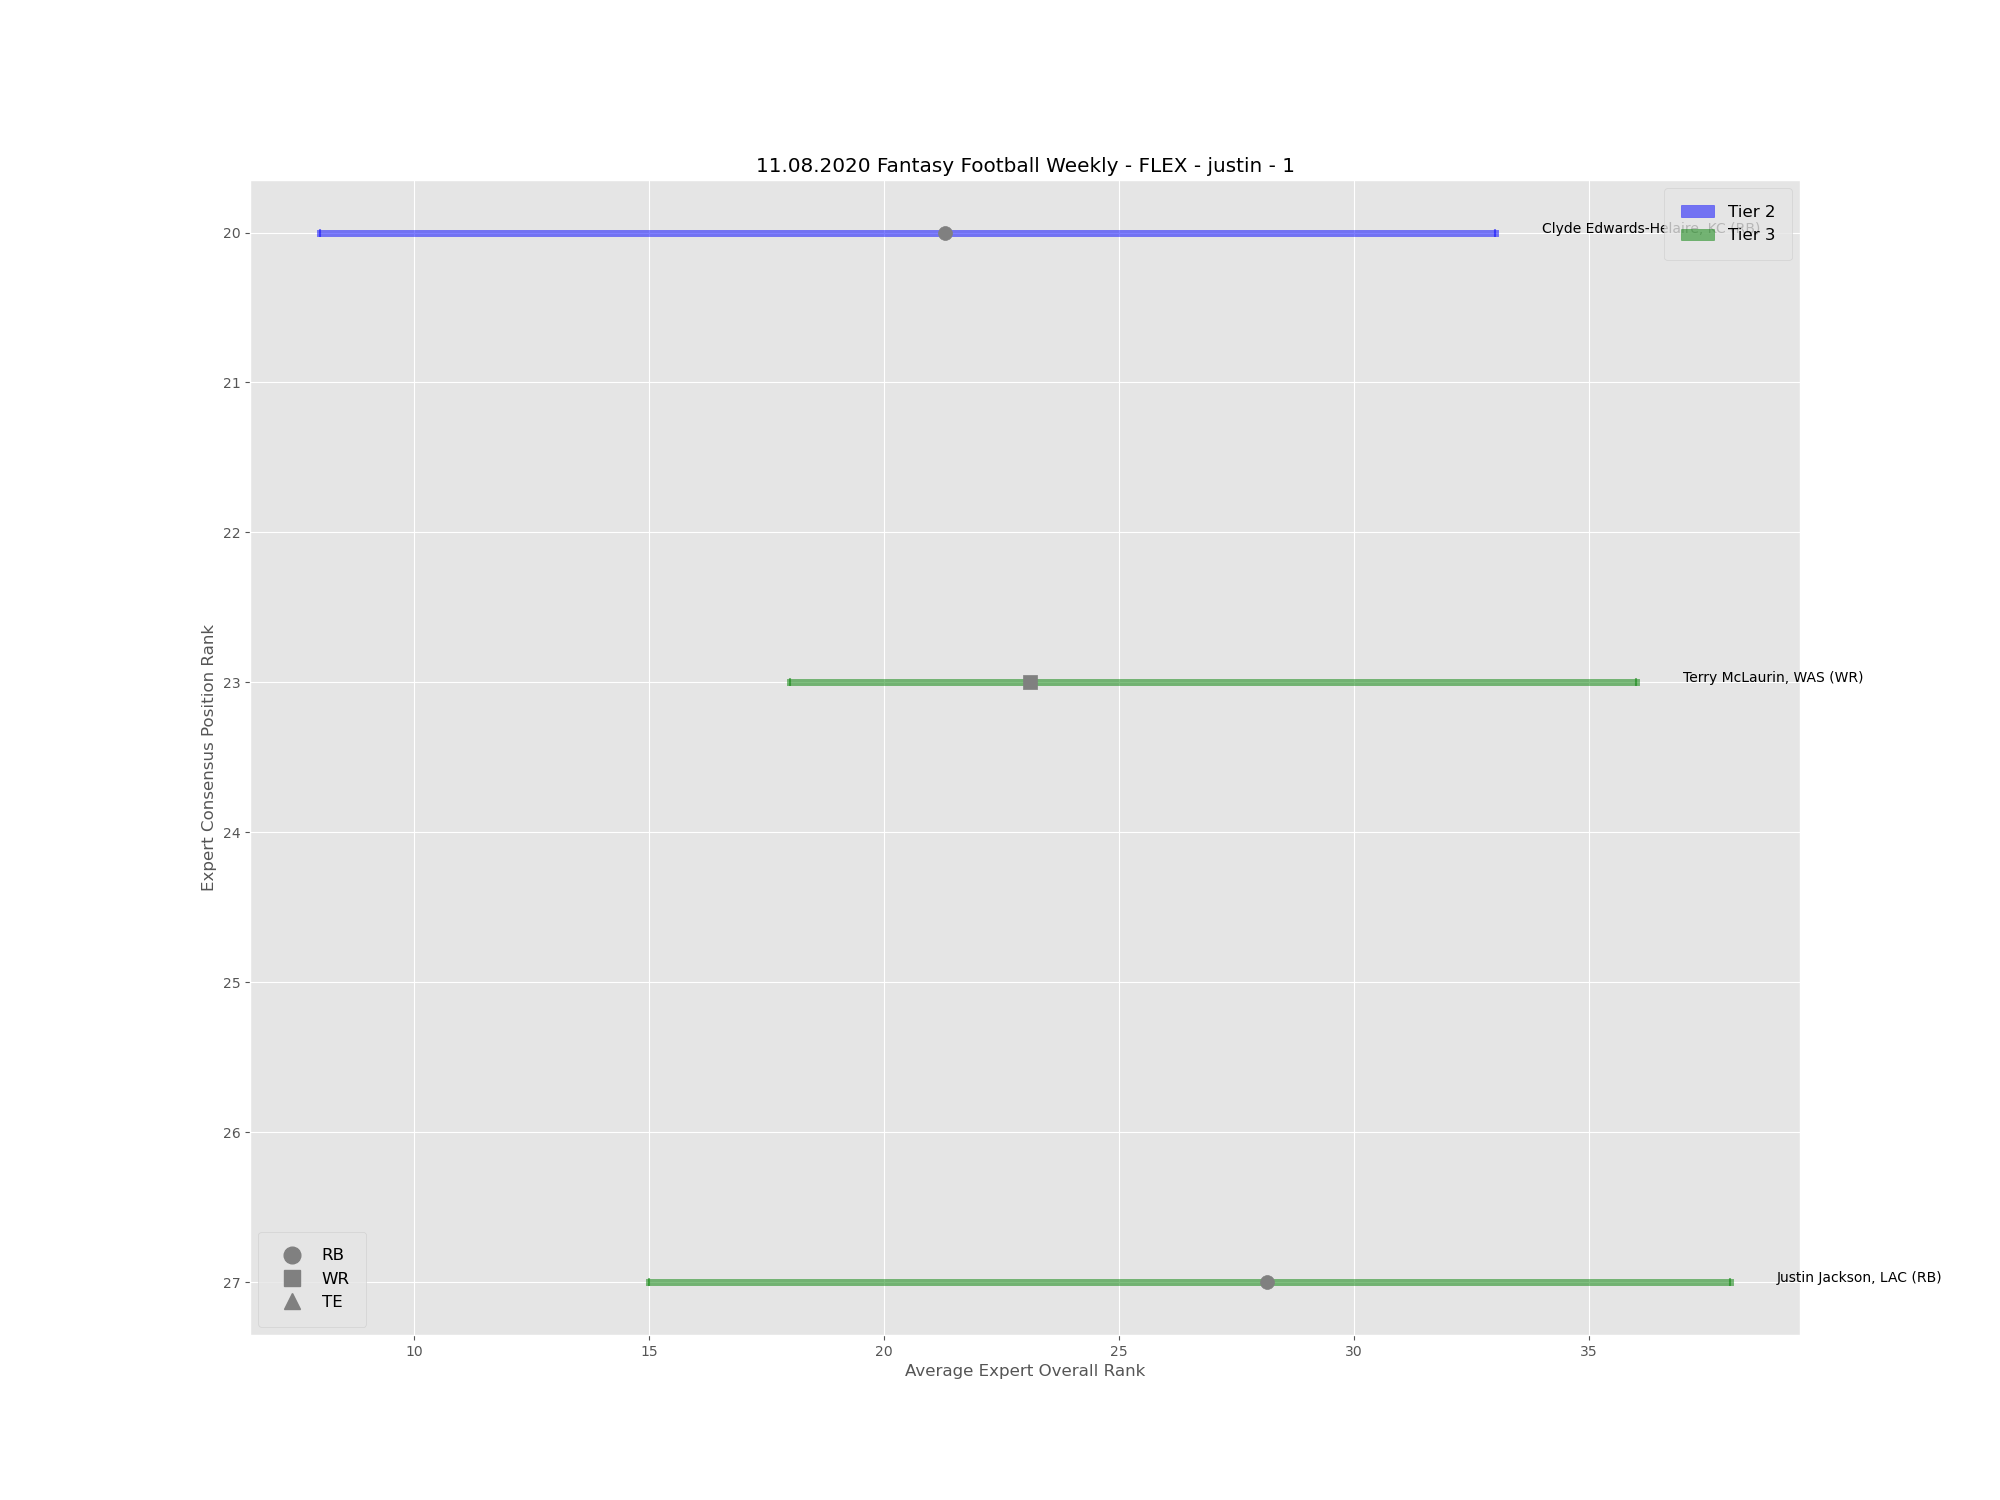 11.08.2020 Fantasy Football Weekly - FLEX - justin - 1
Tier 2
Tier 3
Clyde Edwards-Helaire, KC (RB)
Terry McLaurin, WAS (WR)
Justin Jackson, LAC (RB)
20
21
22
23
24
25
26
27
Expert Consensus Position Rank
RB
WR
TE
10 15 20 25 30 35
Average Expert Overall Rank